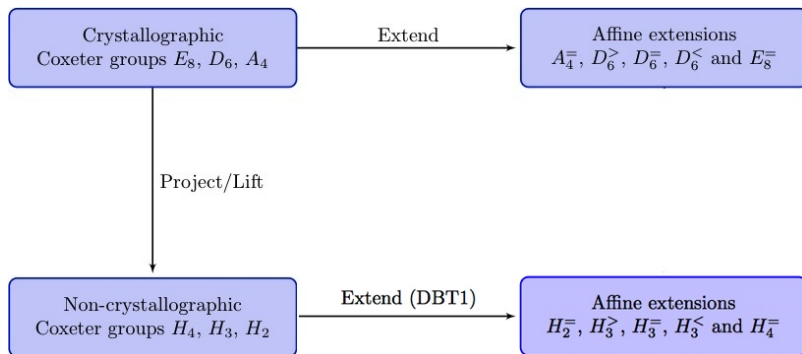 Crystallographic
Coxeter groups E₈, D₆, A₄
Extend
Affine extensions
A₄⁼, D₆^>, D₆⁼, D₆^< and E₈⁼
Project/Lift
Non-crystallographic
Coxeter groups H₄, H₃, H₂
Extend (DBT1)
Affine extensions
H₂⁼, H₃^>, H₃⁼, H₃^< and H₄⁼